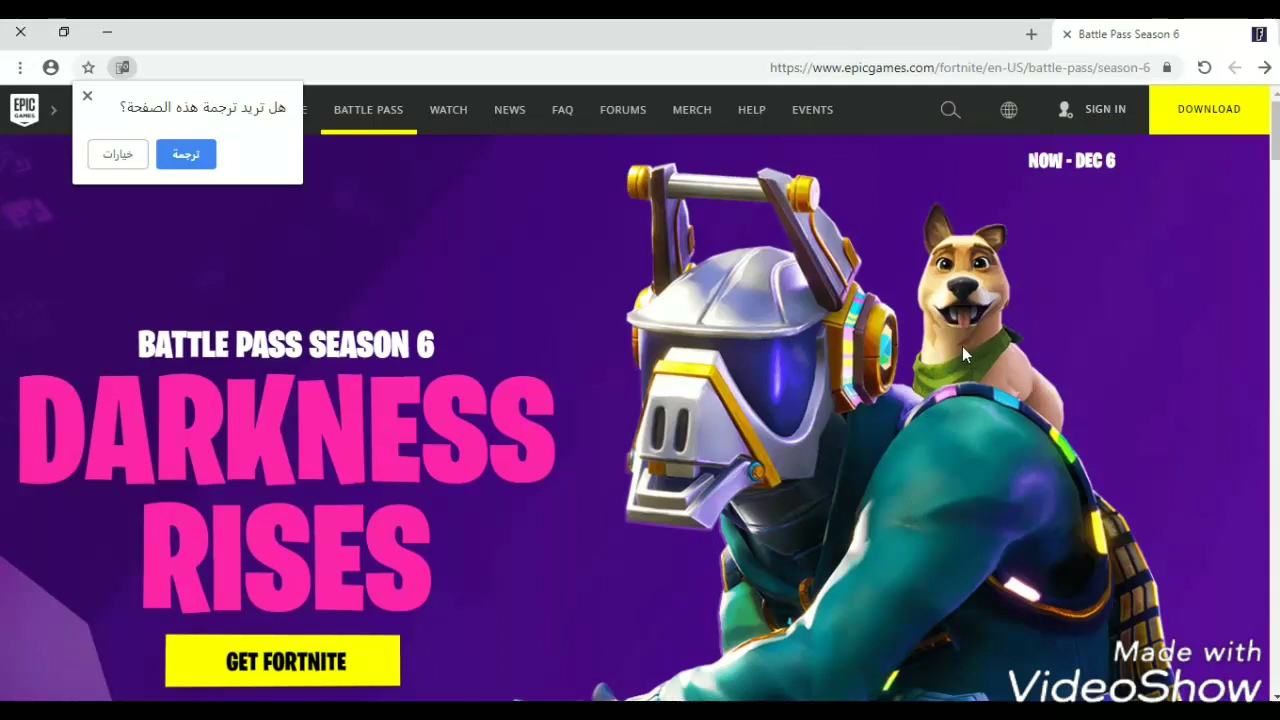 Battle Pass Season 6
https://www.epicgames.com/fortnite/en-US/battle-pass/season-6
هل تريد ترجمة هذه الصفحة؟
ترجمة
خيارات
EPIC GAMES
BATTLE PASS
WATCH
NEWS
FAQ
FORUMS
MERCH
HELP
EVENTS
SIGN IN
DOWNLOAD
NOW - DEC 6
BATTLE PASS SEASON 6
DARKNESS
RISES
GET FORTNITE
Made with
VideoShow